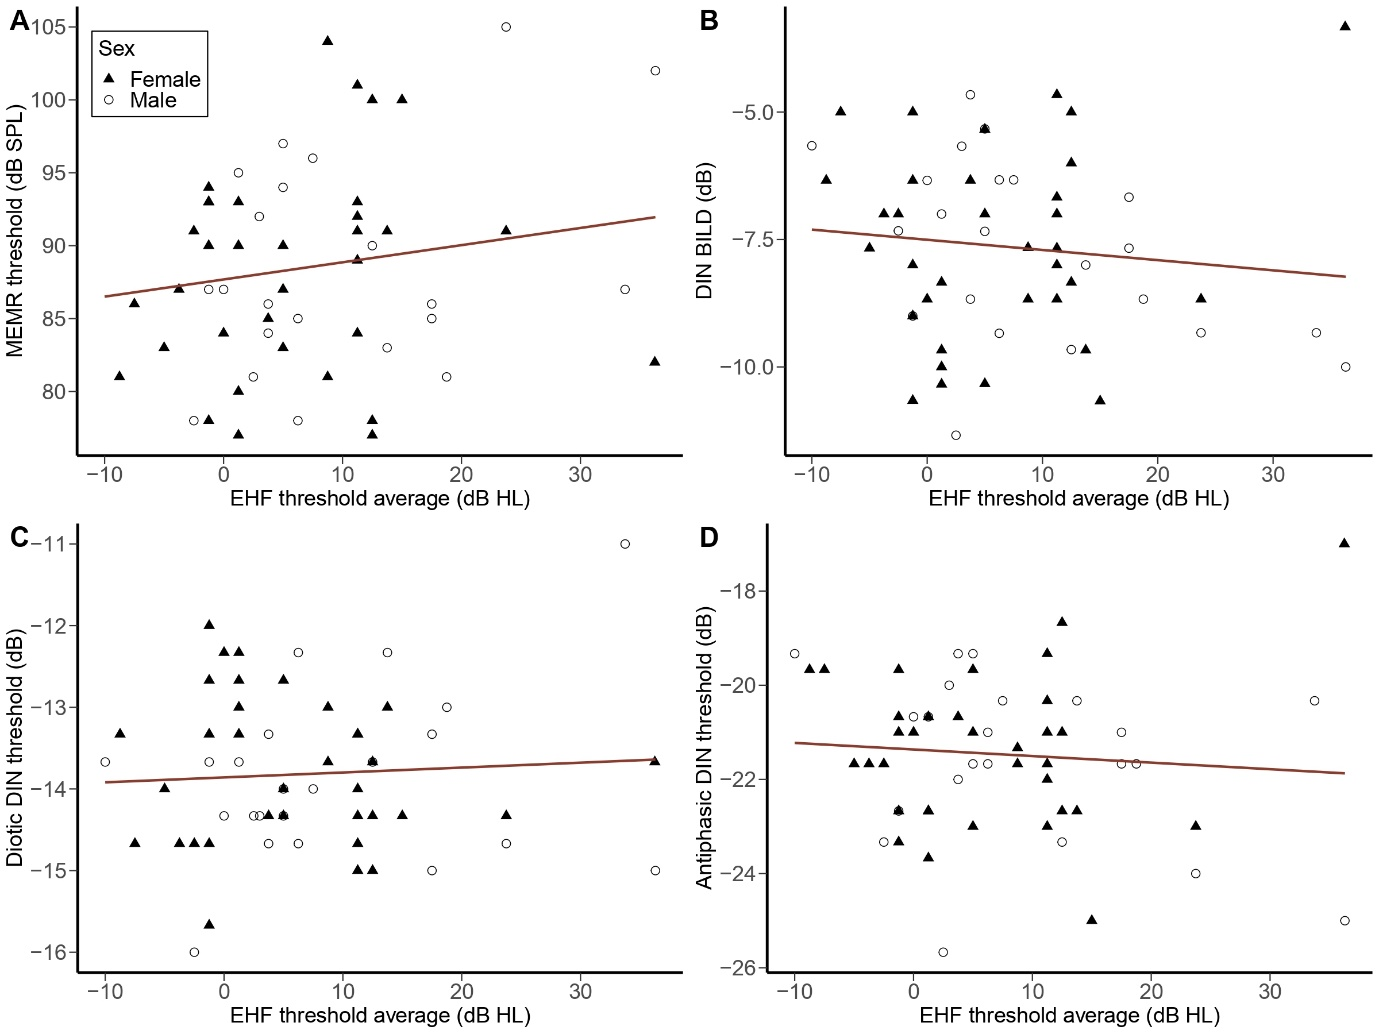 A
105
100
95
90
85
80
MEMR threshold (dB SPL)
Sex
Female
Male
−10 0 10 20 30
EHF threshold average (dB HL)
B
−5.0
−7.5
−10.0
DIN BILD (dB)
−10 0 10 20 30
EHF threshold average (dB HL)
C
−11
−12
−13
−14
−15
−16
Diotic DIN threshold (dB)
−10 0 10 20 30
EHF threshold average (dB HL)
D
−18
−20
−22
−24
−26
Antiphasic DIN threshold (dB)
−10 0 10 20 30
EHF threshold average (dB HL)